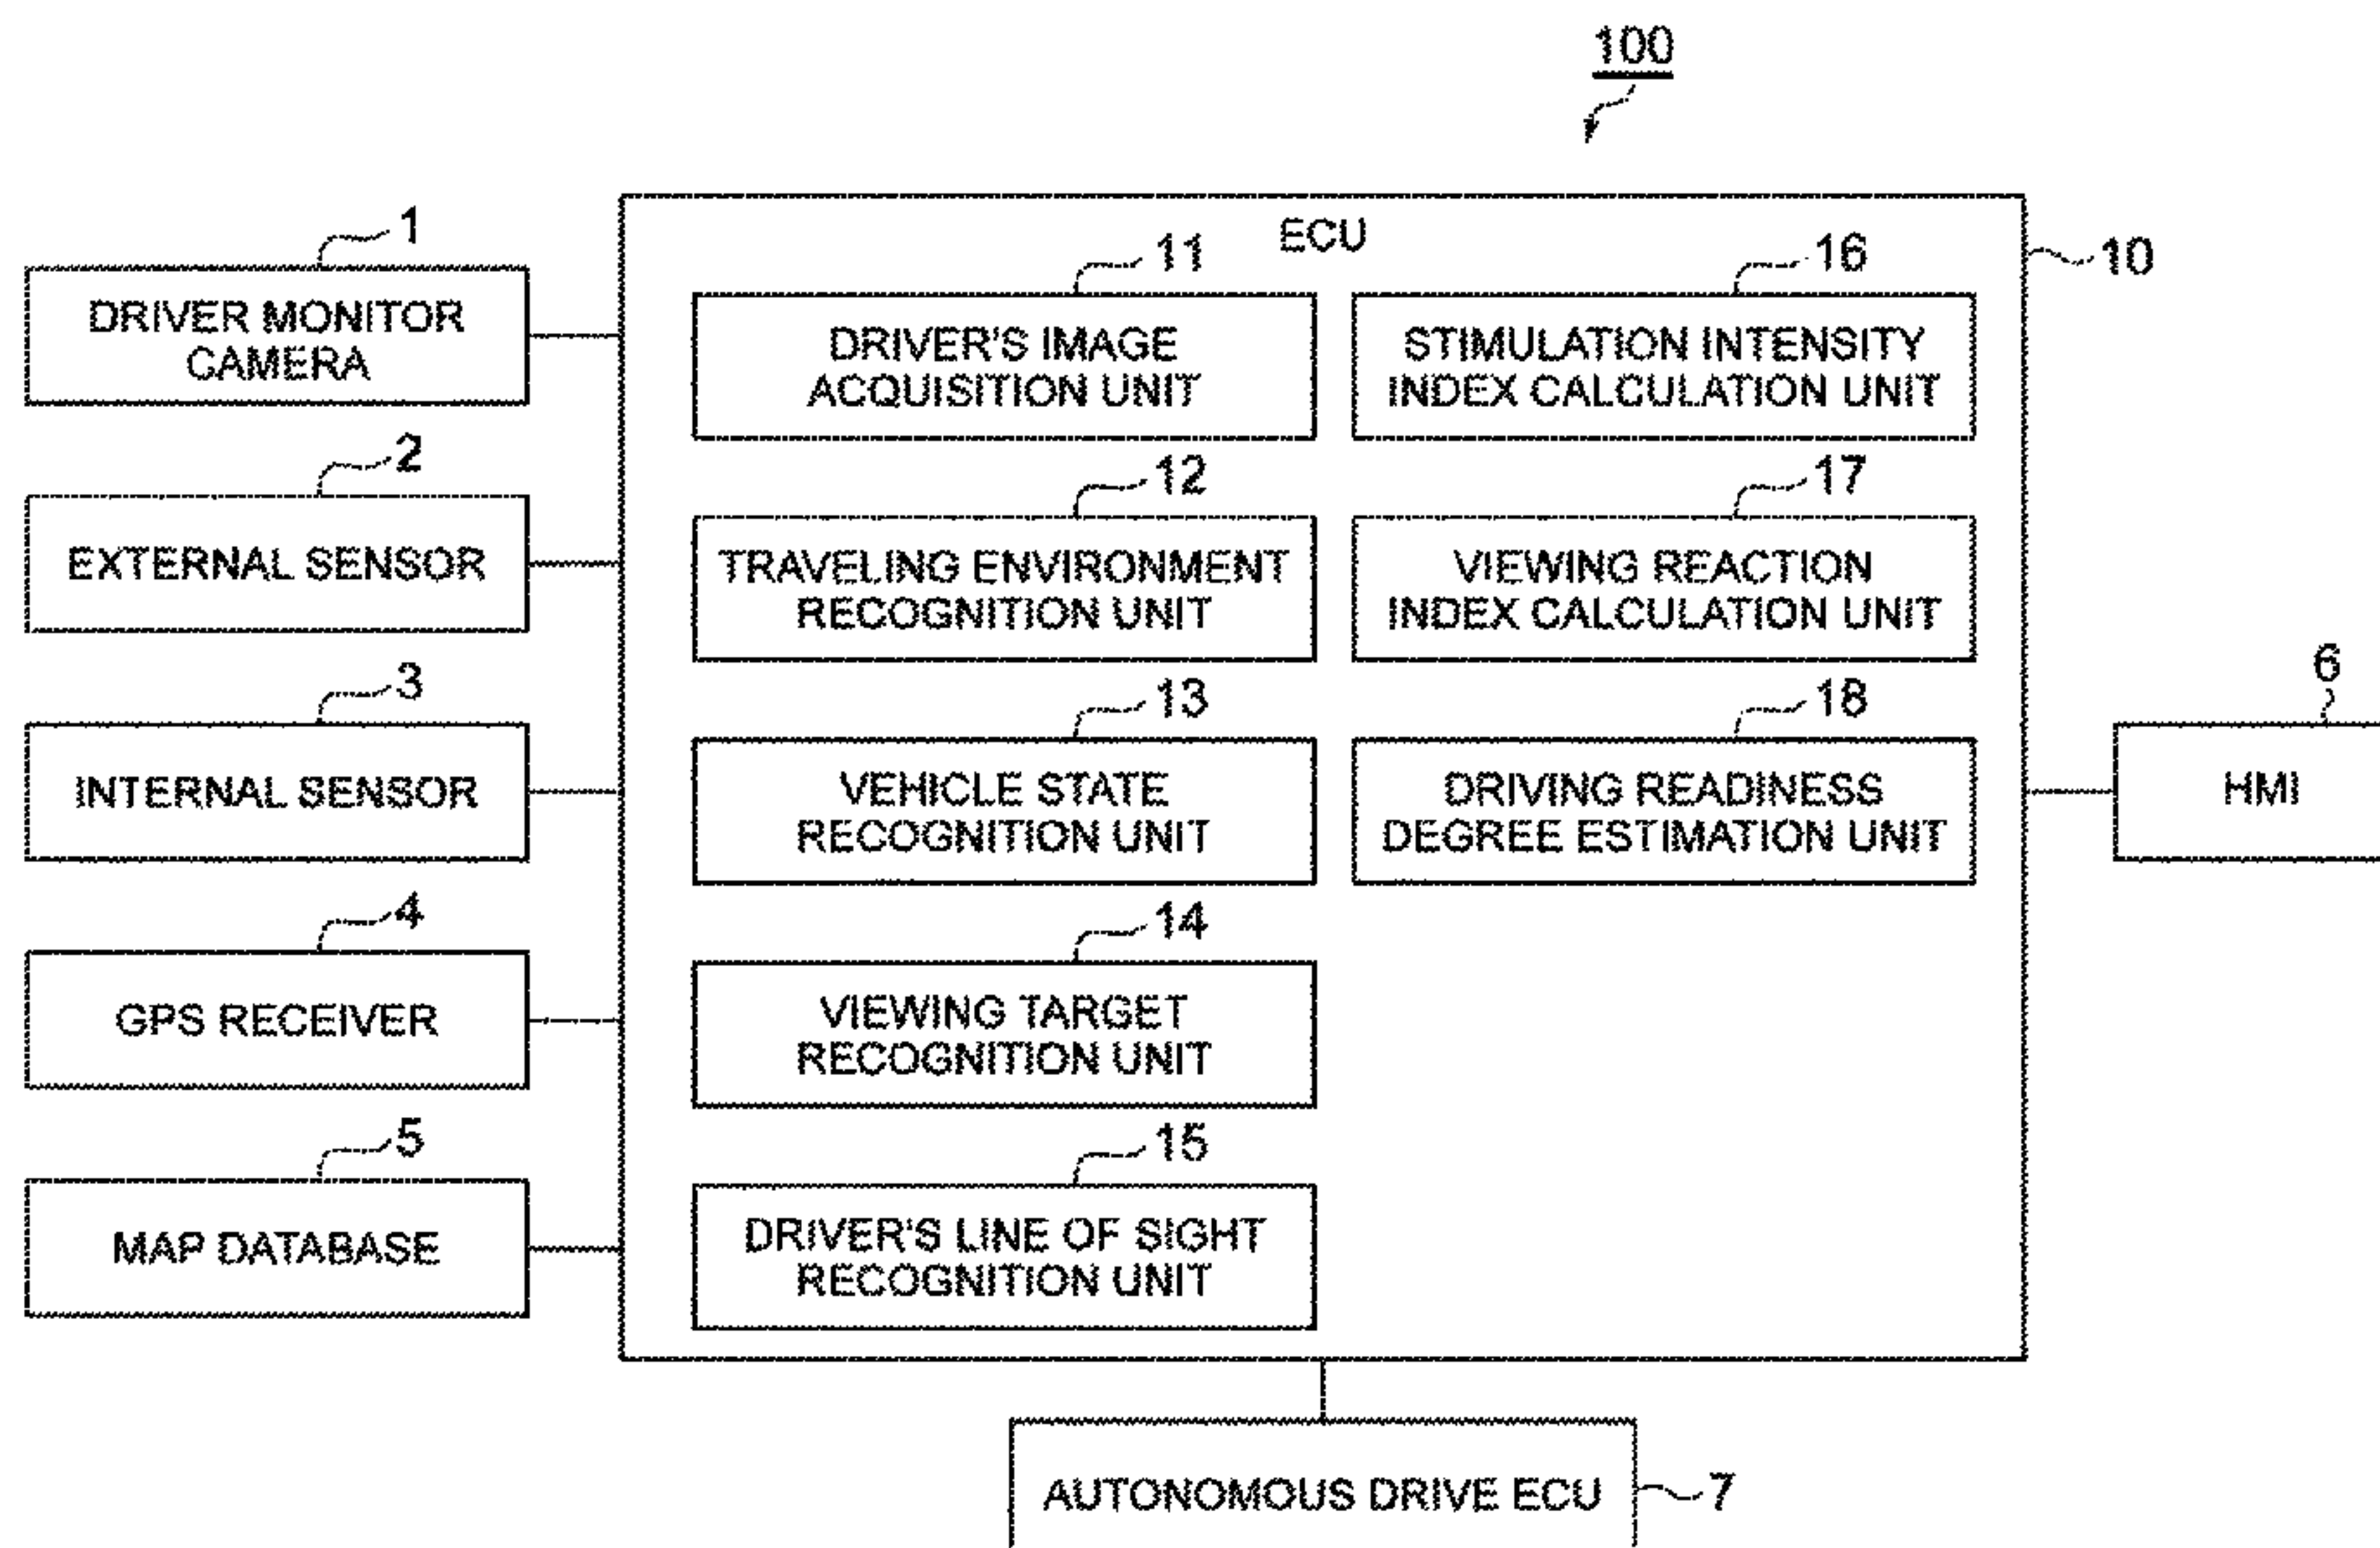 100
1
DRIVER MONITOR
CAMERA
2
EXTERNAL SENSOR
3
INTERNAL SENSOR
4
GPS RECEIVER
5
MAP DATABASE
ECU
10
11
DRIVER'S IMAGE
ACQUISITION UNIT
12
TRAVELING ENVIRONMENT
RECOGNITION UNIT
13
VEHICLE STATE
RECOGNITION UNIT
14
VIEWING TARGET
RECOGNITION UNIT
15
DRIVER'S LINE OF SIGHT
RECOGNITION UNIT
16
STIMULATION INTENSITY
INDEX CALCULATION UNIT
17
VIEWING REACTION
INDEX CALCULATION UNIT
18
DRIVING READINESS
DEGREE ESTIMATION UNIT
6
HMI
AUTONOMOUS DRIVE ECU
7